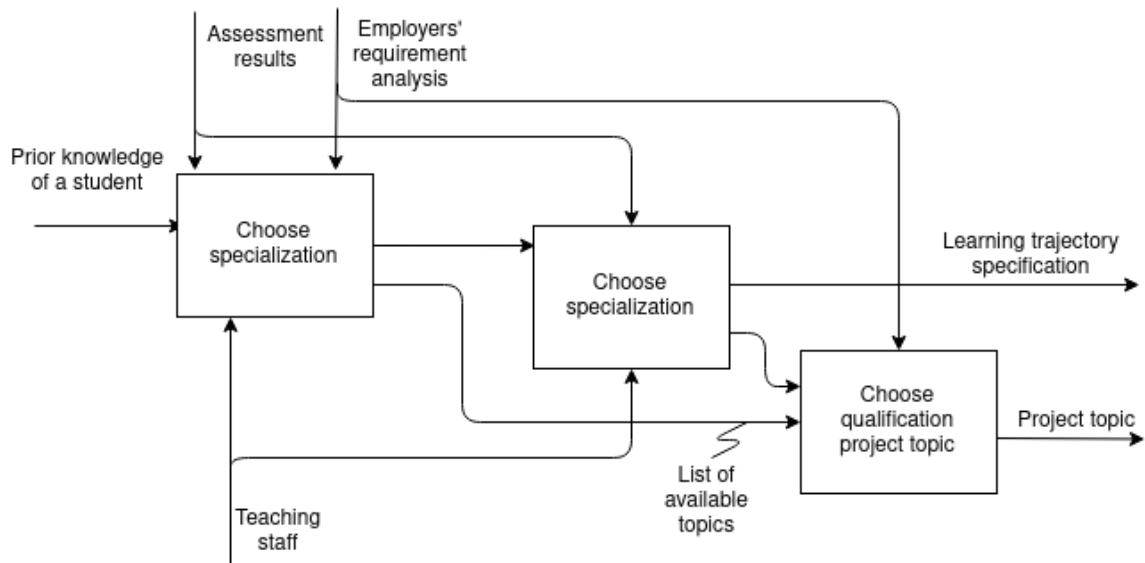 Assessment
results
Employers'
requirement
analysis
Prior knowledge
of a student
Choose
specialization
Choose
specialization
Learning trajectory
specification
Choose
qualification
project topic
Project topic
List of
available
topics
Teaching
staff